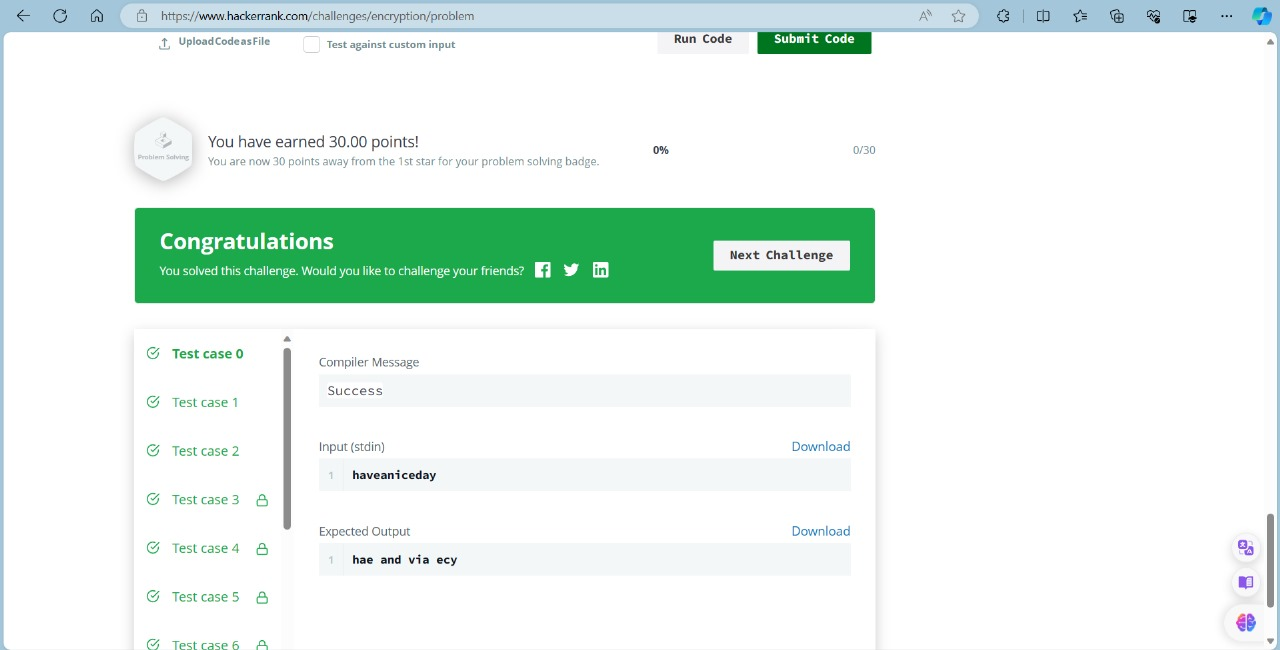 https://www.hackerrank.com/challenges/encryption/problem
Upload Code as File
Test against custom input
Run Code
Submit Code
Problem Solving
You have earned 30.00 points!
You are now 30 points away from the 1st star for your problem solving badge.
0%
0/30
Congratulations
You solved this challenge. Would you like to challenge your friends?
Next Challenge
Test case 0
Test case 1
Test case 2
Test case 3
Test case 4
Test case 5
Test case 6
Compiler Message
Success
Input (stdin)
Download
1 haveaniceday
Expected Output
Download
1 hae and via ecy